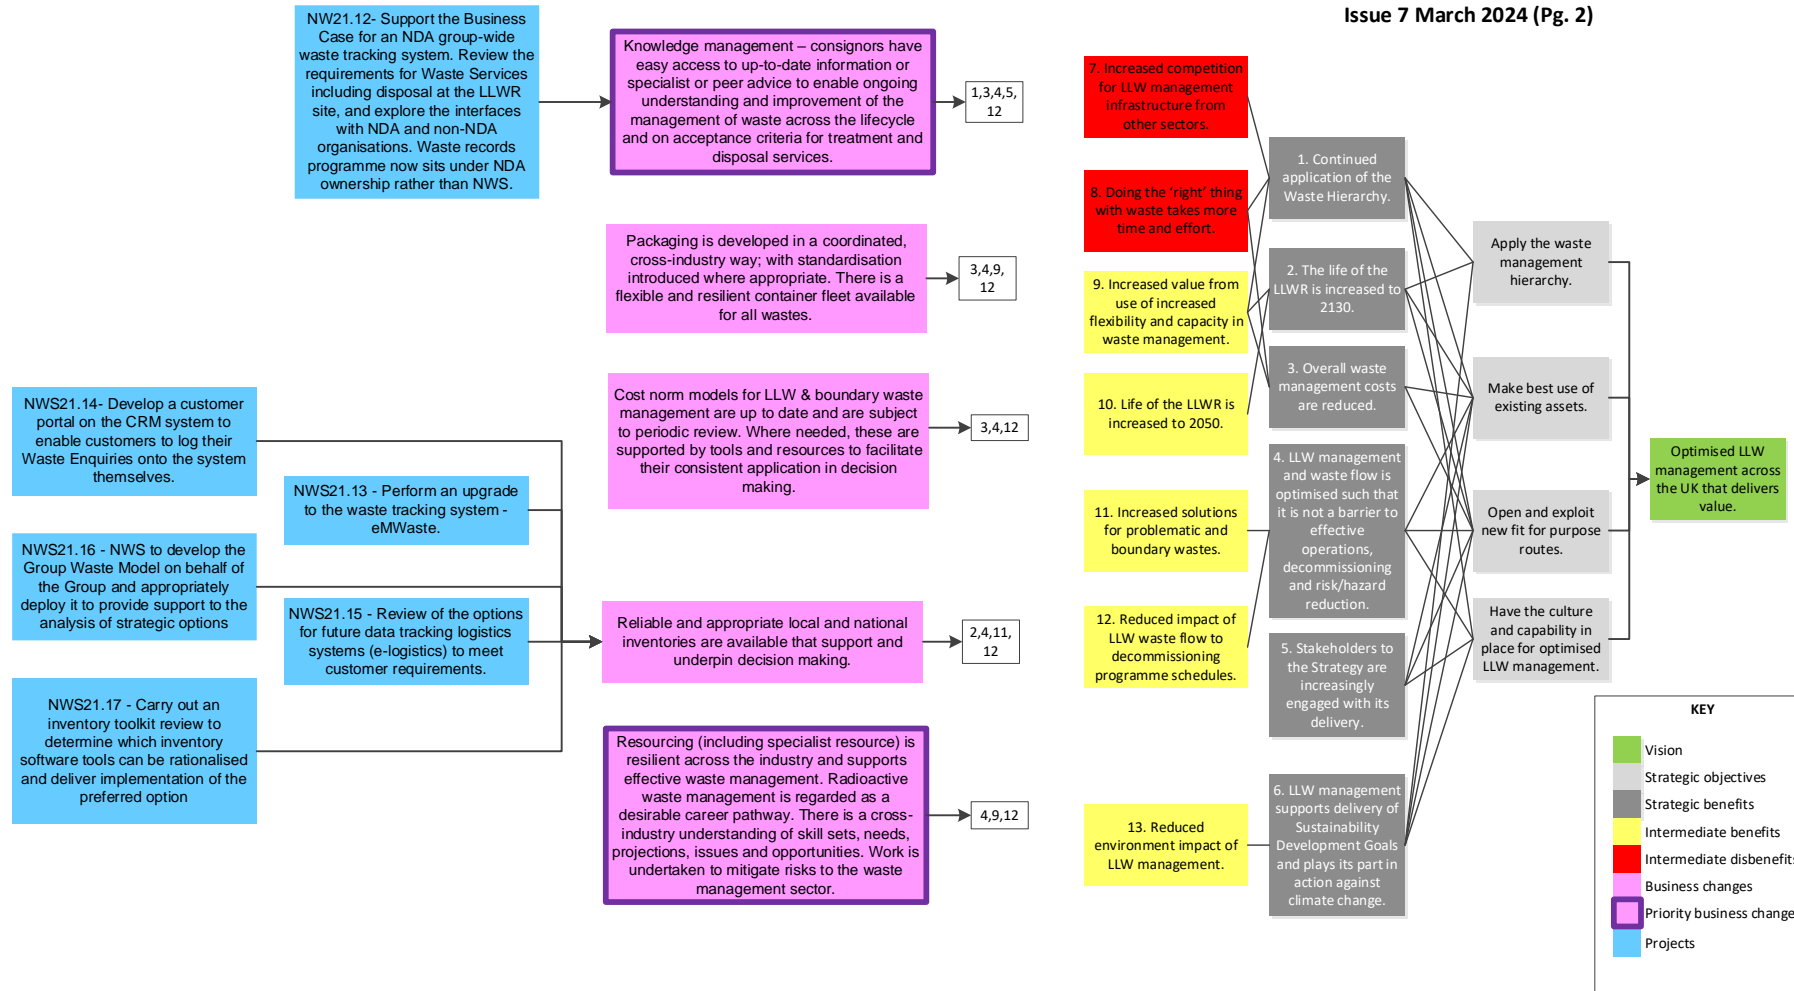 Issue 7 March 2024 (Pg. 2)
NW21.12- Support the Business
Case for an NDA group-wide
waste tracking system. Review the
requirements for Waste Services
including disposal at the LLWR
site, and explore the interfaces
with NDA and non-NDA
organisations. Waste records
programme now sits under NDA
ownership rather than NWS.
NWS21.14- Develop a customer
portal on the CRM system to
enable customers to log their
Waste Enquiries onto the system
themselves.
NWS21.13 - Perform an upgrade
to the waste tracking system -
eMWaste.
NWS21.16 - NWS to develop the
Group Waste Model on behalf of
the Group and appropriately
deploy it to provide support to the
analysis of strategic options
NWS21.15 - Review of the options
for future data tracking logistics
systems (e-logistics) to meet
customer requirements.
NWS21.17 - Carry out an
inventory toolkit review to
determine which inventory
software tools can be rationalised
and deliver implementation of the
preferred option
Knowledge management – consignors have
easy access to up-to-date information or
specialist or peer advice to enable ongoing
understanding and improvement of the
management of waste across the lifecycle
and on acceptance criteria for treatment and
disposal services.
1,3,4,5,
12
Packaging is developed in a coordinated,
cross-industry way; with standardisation
introduced where appropriate. There is a
flexible and resilient container fleet available
for all wastes.
3,4,9,
12
Cost norm models for LLW & boundary waste
management are up to date and are subject
to periodic review. Where needed, these are
supported by tools and resources to facilitate
their consistent application in decision
making.
3,4,12
Reliable and appropriate local and national
inventories are available that support and
underpin decision making.
2,4,11,
12
Resourcing (including specialist resource) is
resilient across the industry and supports
effective waste management. Radioactive
waste management is regarded as a
desirable career pathway. There is a cross-
industry understanding of skill sets, needs,
projections, issues and opportunities. Work is
undertaken to mitigate risks to the waste
management sector.
4,9,12
7. Increased competition
for LLW management
infrastructure from
other sectors.
8. Doing the ‘right’ thing
with waste takes more
time and effort.
9. Increased value from
use of increased
flexibility and capacity in
waste management.
10. Life of the LLWR is
increased to 2050.
11. Increased solutions
for problematic and
boundary wastes.
12. Reduced impact of
LLW waste flow to
decommissioning
programme schedules.
13. Reduced
environment impact of
LLW management.
1. Continued
application of the
Waste Hierarchy.
2. The life of the
LLWR is increased to
2130.
3. Overall waste
management costs
are reduced.
4. LLW management
and waste flow is
optimised such that
it is not a barrier to
effective
operations,
decommissioning
and risk/hazard
reduction.
5. Stakeholders to
the Strategy are
increasingly
engaged with its
delivery.
6. LLW management
supports delivery of
Sustainability
Development Goals
and plays its part in
action against
climate change.
Apply the waste
management
hierarchy.
Make best use of
existing assets.
Open and exploit
new fit for purpose
routes.
Have the culture
and capability in
place for optimised
LLW management.
Optimised LLW
management across
the UK that delivers
value.
KEY
Vision
Strategic objectives
Strategic benefits
Intermediate benefits
Intermediate disbenefits
Business changes
Priority business change
Projects